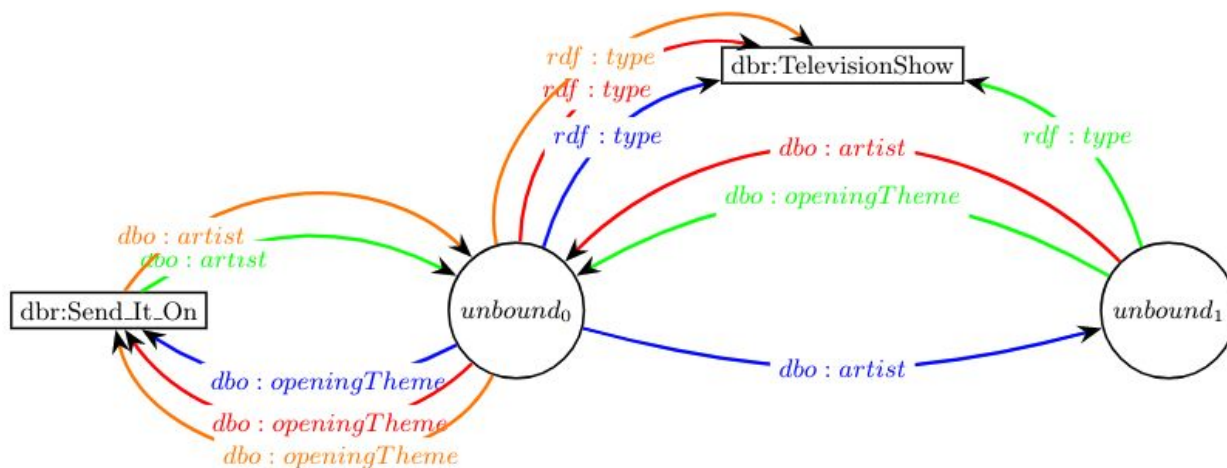 rdf : type
dbr:TelevisionShow
rdf : type
rdf : type
rdf : type
dbo : artist
dbo : openingTheme
dbo : artist
dbo : artist
dbr:Send_It_On
unbound₀
unbound₁
dbo : artist
dbo : openingTheme
dbo : openingTheme
dbo : openingTheme